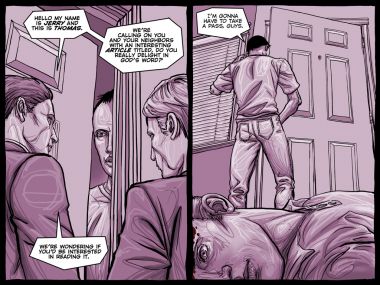 HELLO MY NAME
IS JERRY AND
THIS IS THOMAS.
WE'RE
CALLING ON YOU
AND YOUR NEIGHBORS
WITH AN INTERESTING
ARTICLE TITLED, DO YOU
REALLY DELIGHT IN
GOD'S WORD?
WE'RE WONDERING IF
YOU'D BE INTERESTED
IN READING IT.
I'M GONNA
HAVE TO TAKE
A PASS, GUYS.